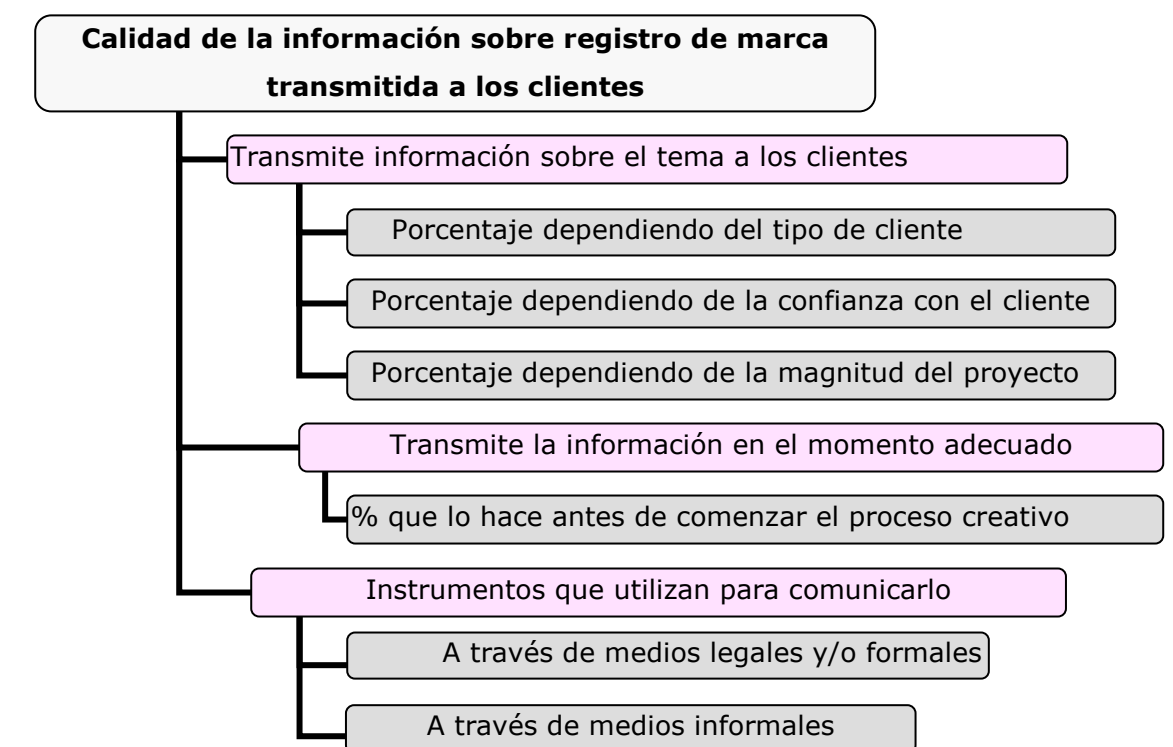 Calidad de la información sobre registro de marca
transmitida a los clientes
Transmite información sobre el tema a los clientes
Porcentaje dependiendo del tipo de cliente
Porcentaje dependiendo de la confianza con el cliente
Porcentaje dependiendo de la magnitud del proyecto
Transmite la información en el momento adecuado
% que lo hace antes de comenzar el proceso creativo
Instrumentos que utilizan para comunicarlo
A través de medios legales y/o formales
A través de medios informales